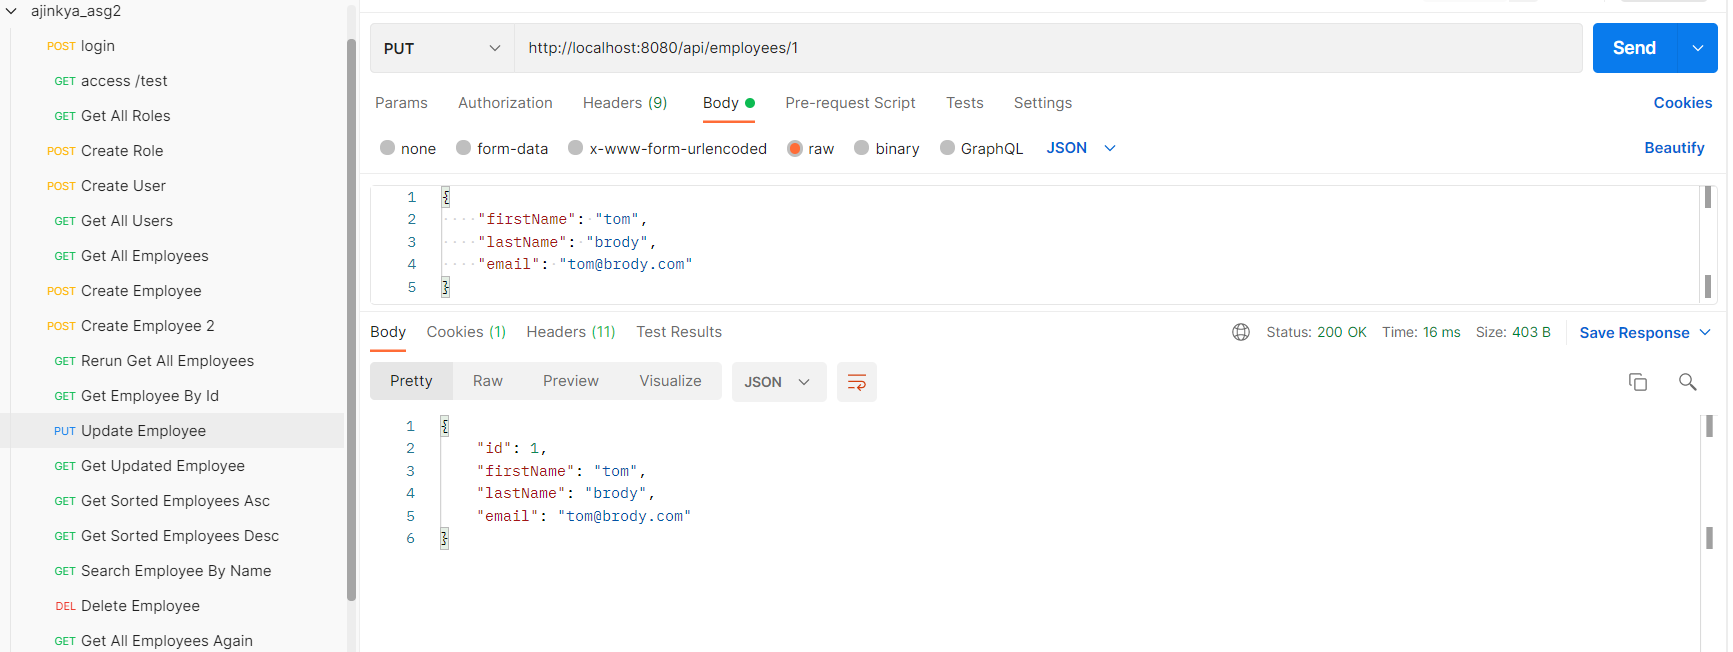 ajinkya_asg2
POST login
GET access /test
GET Get All Roles
POST Create Role
POST Create User
GET Get All Users
GET Get All Employees
POST Create Employee
POST Create Employee 2
GET Rerun Get All Employees
GET Get Employee By Id
PUT Update Employee
GET Get Updated Employee
GET Get Sorted Employees Asc
GET Get Sorted Employees Desc
GET Search Employee By Name
DEL Delete Employee
GET Get All Employees Again
PUT http://localhost:8080/api/employees/1 Send
Params Authorization Headers (9) Body Pre-request Script Tests Settings Cookies
none form-data x-www-form-urlencoded raw binary GraphQL JSON Beautify
1 {
2 "firstName": "tom",
3 "lastName": "brody",
4 "email": "tom@brody.com"
5 }
Body Cookies (1) Headers (11) Test Results Status: 200 OK Time: 16 ms Size: 403 B Save Response
Pretty Raw Preview Visualize JSON
1 {
2 "id": 1,
3 "firstName": "tom",
4 "lastName": "brody",
5 "email": "tom@brody.com"
6 }